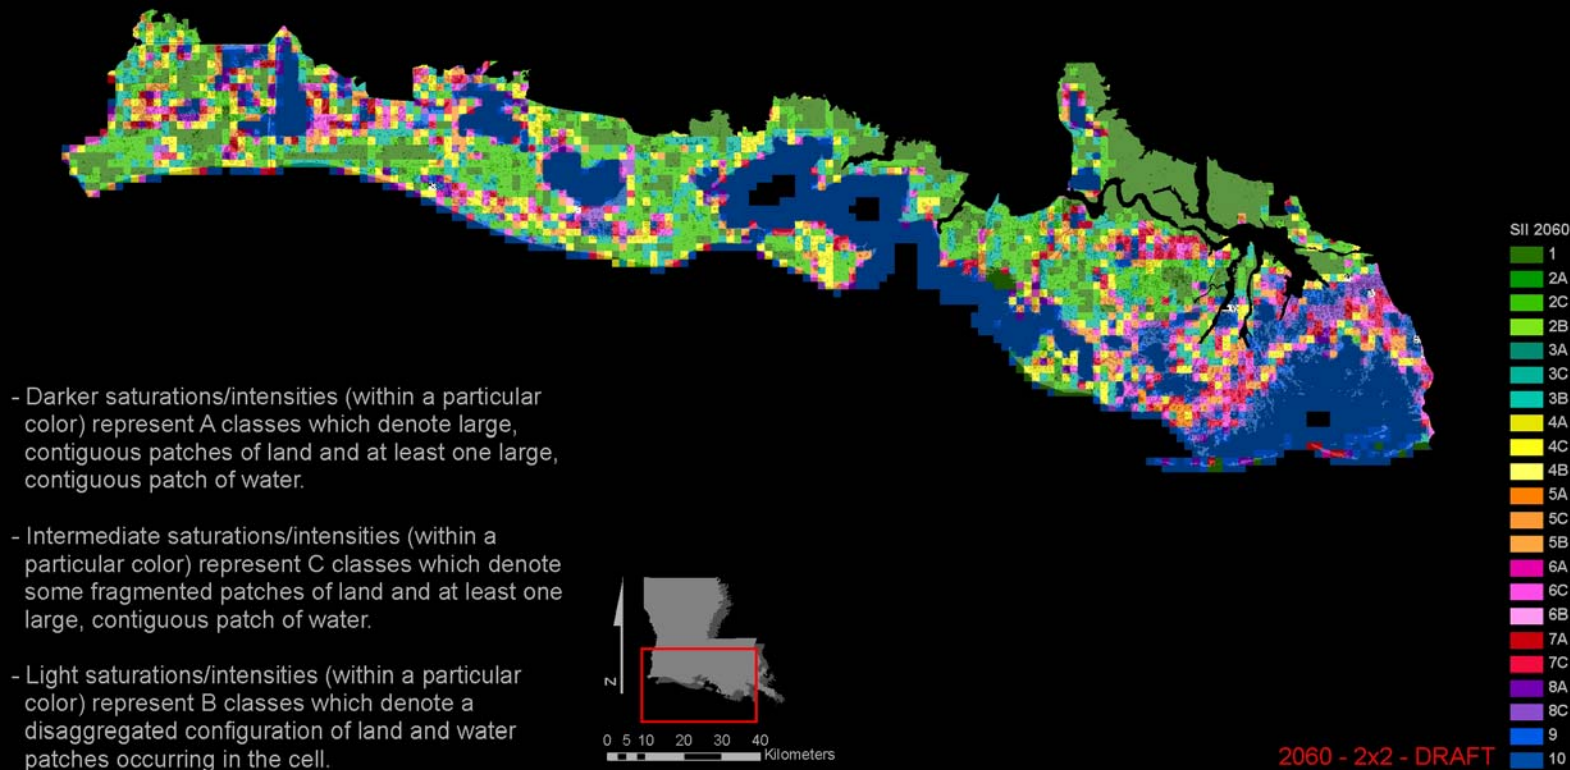 SII 2060
1
2A
2C
2B
3A
3C
3B
4A
4C
4B
5A
5C
5B
6A
6C
6B
7A
7C
8A
8C
9
10
- Darker saturations/intensities (within a particular
color) represent A classes which denote large,
contiguous patches of land and at least one large,
contiguous patch of water.
- Intermediate saturations/intensities (within a
particular color) represent C classes which denote
some fragmented patches of land and at least one
large, contiguous patch of water.
- Light saturations/intensities (within a particular
color) represent B classes which denote a
disaggregated configuration of land and water
patches occurring in the cell.
N
0 5 10 20 30 40
Kilometers
2060 - 2x2 - DRAFT